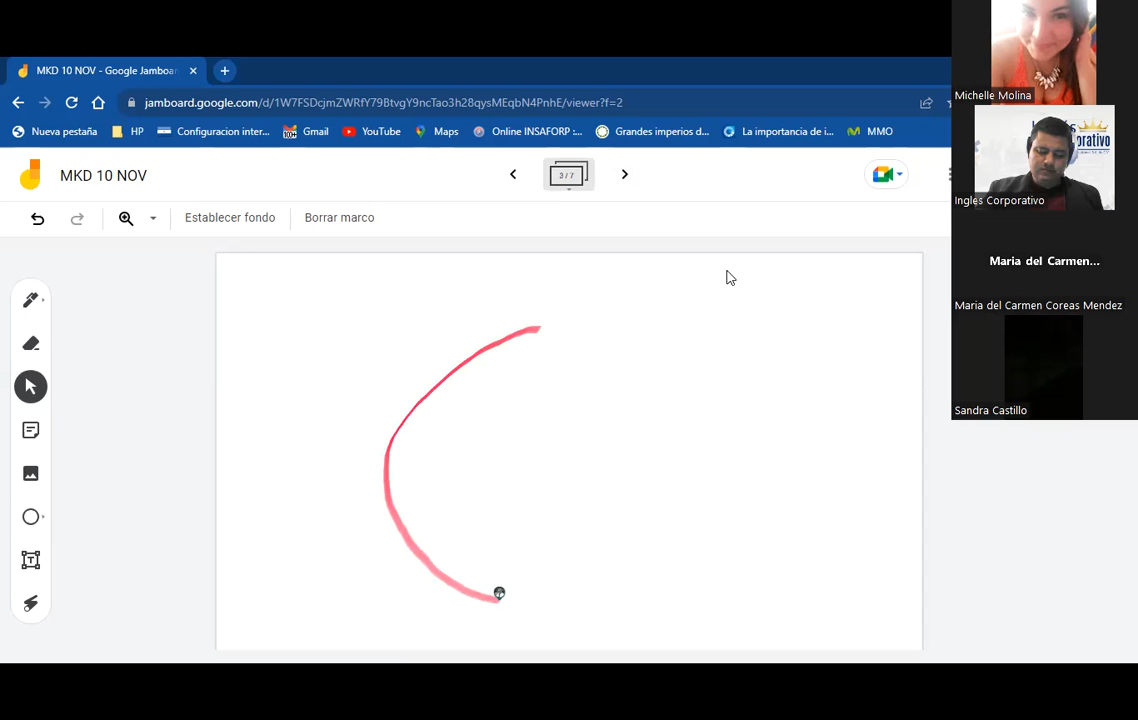 MKD 10 NOV - Google Jamboar
jamboard.google.com/d/1W7FSDcjmZWRfY79BtvgY9ncTao3h28qysMEqbN4PnhE/viewer?f=2
Nueva pestaña HP Configuracion inter... Gmail YouTube Maps Online INSAFORP :... Grandes imperios d... La importancia de i... MMO
MKD 10 NOV
3 / 7
Establecer fondo Borrar marco
Michelle Molina
Ingles Corporativo
Maria del Carmen...
Maria del Carmen Coreas Mendez
Sandra Castillo